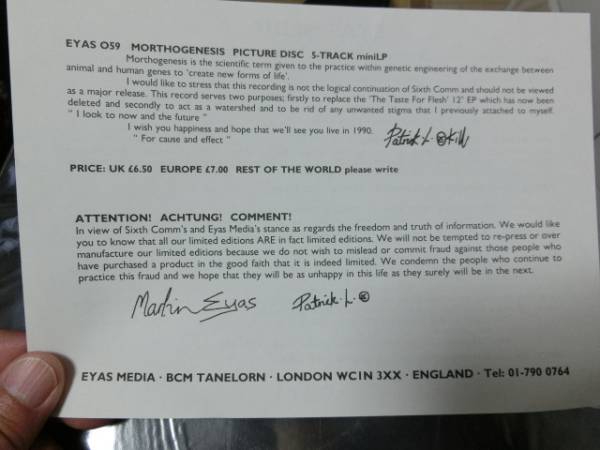 EYAS O59 MORTHOGENESIS PICTURE DISC 5-TRACK miniLP
Morthogenesis is the scientific term given to the practice within genetic engineering of the exchange between
animal and human genes to 'create new forms of life'.
I would like to stress that this recording is not the logical continuation of Sixth Comm and should not be viewed
as a major release. This record serves two purposes; firstly to replace the 'The Taste For Flesh' 12" EP which has now been
deleted and secondly to act as a watershed and to be rid of any unwanted stigma that I previously attached to myself.
" I look to now and the future "
I wish you happiness and hope that we'll see you live in 1990.
" For cause and effect "
Patrick L. OKill
PRICE: UK £6.50 EUROPE £7.00 REST OF THE WORLD please write
ATTENTION! ACHTUNG! COMMENT!
In view of Sixth Comm's and Eyas Media's stance as regards the freedom and truth of information. We would like
you to know that all our limited editions ARE in fact limited editions. We will not be tempted to re-press or over
manufacture our limited editions because we do not wish to mislead or commit fraud against those people who
have purchased a product in the good faith that it is indeed limited. We condemn the people who continue to
practice this fraud and we hope that they will be as unhappy in this life as they surely will be in the next.
Martin Eyas Patrick. L.
EYAS MEDIA · BCM TANELORN · LONDON WC1N 3XX · ENGLAND · Tel: 01-790 0764